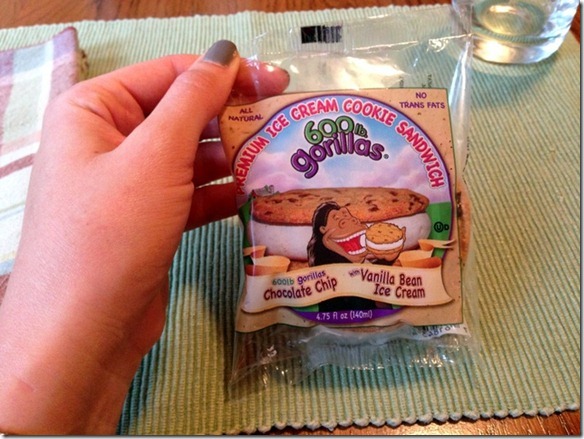 ALL NATURAL
NO TRANS FATS
PREMIUM ICE CREAM COOKIE SANDWICH
600lb
gorillas
600lb gorillas
Chocolate Chip
with Vanilla Bean
Ice Cream
4.75 fl oz (140ml)